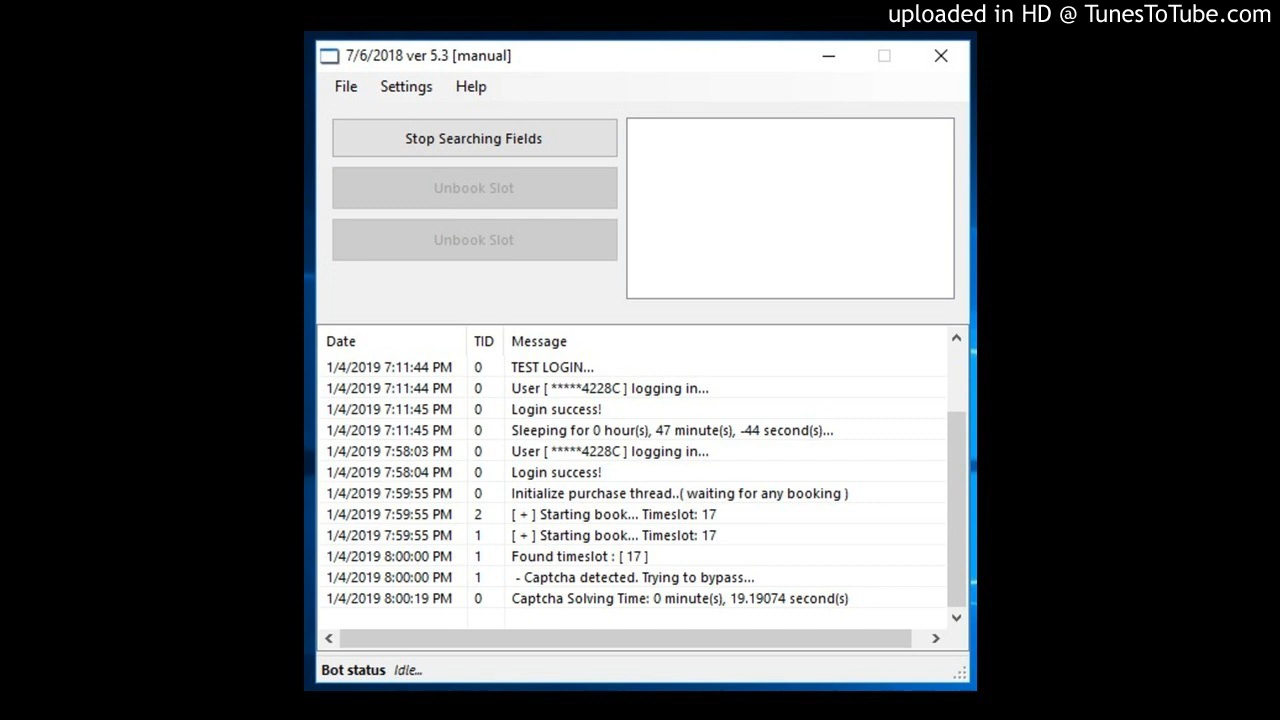 uploaded in HD @ TunesToTube.com
7/6/2018 ver 5.3 [manual]
File Settings Help
Stop Searching Fields
Unbook Slot
Unbook Slot
Date TID Message
1/4/2019 7:11:44 PM 0 TEST LOGIN...
1/4/2019 7:11:44 PM 0 User [ *****4228C ] logging in...
1/4/2019 7:11:45 PM 0 Login success!
1/4/2019 7:11:45 PM 0 Sleeping for 0 hour(s), 47 minute(s), -44 second(s)...
1/4/2019 7:58:03 PM 0 User [ *****4228C ] logging in...
1/4/2019 7:58:04 PM 0 Login success!
1/4/2019 7:59:55 PM 0 Initialize purchase thread..( waiting for any booking )
1/4/2019 7:59:55 PM 2 [ + ] Starting book... Timeslot: 17
1/4/2019 7:59:55 PM 1 [ + ] Starting book... Timeslot: 17
1/4/2019 8:00:00 PM 1 Found timeslot : [ 17 ]
1/4/2019 8:00:00 PM 1 - Captcha detected. Trying to bypass...
1/4/2019 8:00:19 PM 0 Captcha Solving Time: 0 minute(s), 19.19074 second(s)
Bot status Idle...